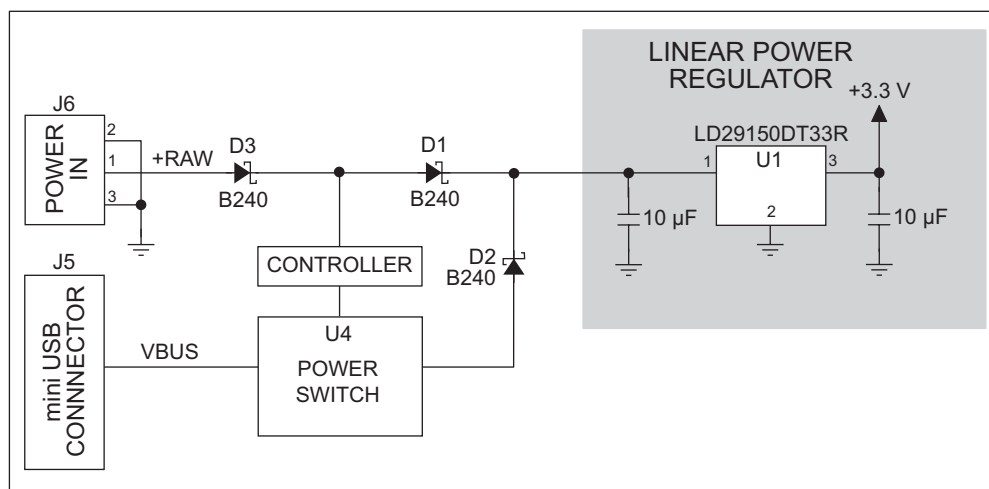 LINEAR POWER
REGULATOR
+3.3 V
J6
POWER
IN
2
1
3
+RAW
D3
B240
D1
B240
LD29150DT33R
1
U1
3
2
10 µF
10 µF
CONTROLLER
D2
B240
J5
mini USB
CONNNECTOR
VBUS
U4
POWER
SWITCH